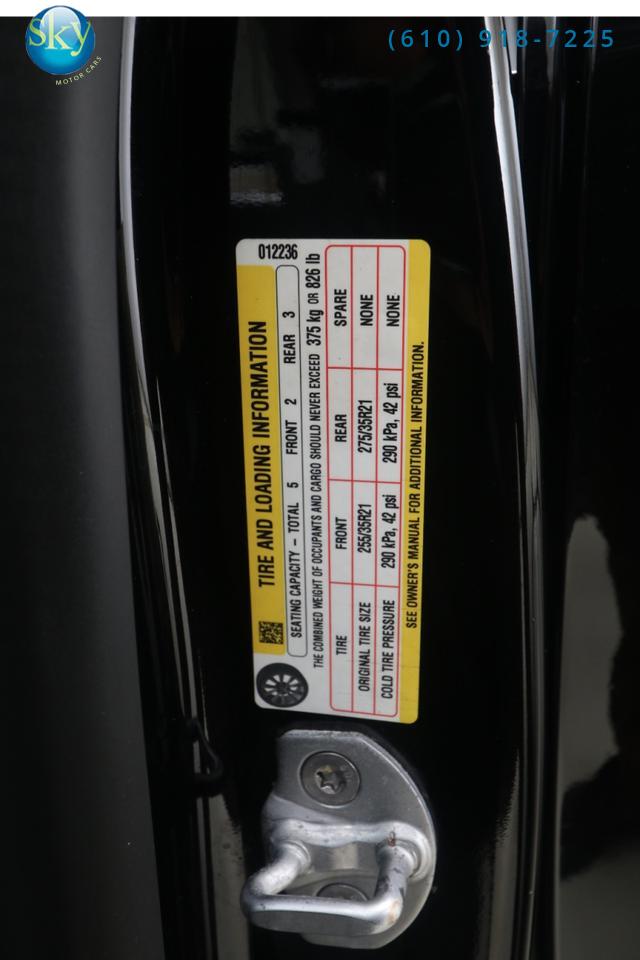 Sky
MOTOR CARS
(610) 918-7225
012236
TIRE AND LOADING INFORMATION
SEATING CAPACITY – TOTAL 5 FRONT 2 REAR 3
THE COMBINED WEIGHT OF OCCUPANTS AND CARGO SHOULD NEVER EXCEED 375 kg OR 826 lb
TIRE FRONT REAR SPARE
ORIGINAL TIRE SIZE 255/35R21 275/35R21 NONE
COLD TIRE PRESSURE 290 kPa, 42 psi 290 kPa, 42 psi NONE
SEE OWNER'S MANUAL FOR ADDITIONAL INFORMATION.